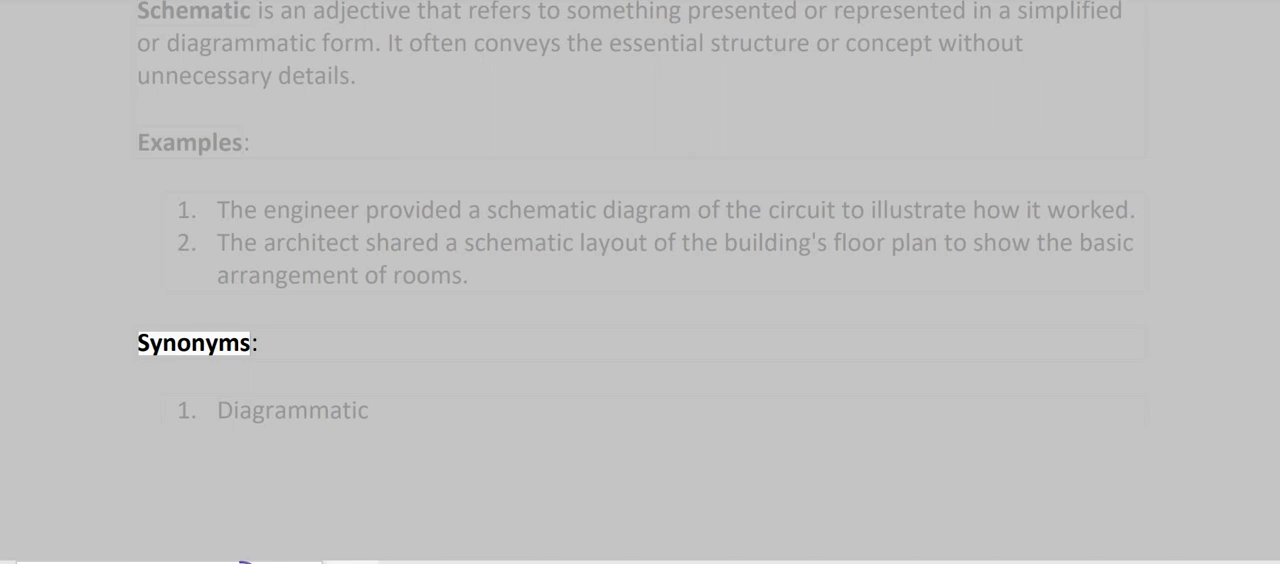 Schematic is an adjective that refers to something presented or represented in a simplified
or diagrammatic form. It often conveys the essential structure or concept without
unnecessary details.
Examples:
1. The engineer provided a schematic diagram of the circuit to illustrate how it worked.
2. The architect shared a schematic layout of the building's floor plan to show the basic
arrangement of rooms.
Synonyms:
1. Diagrammatic